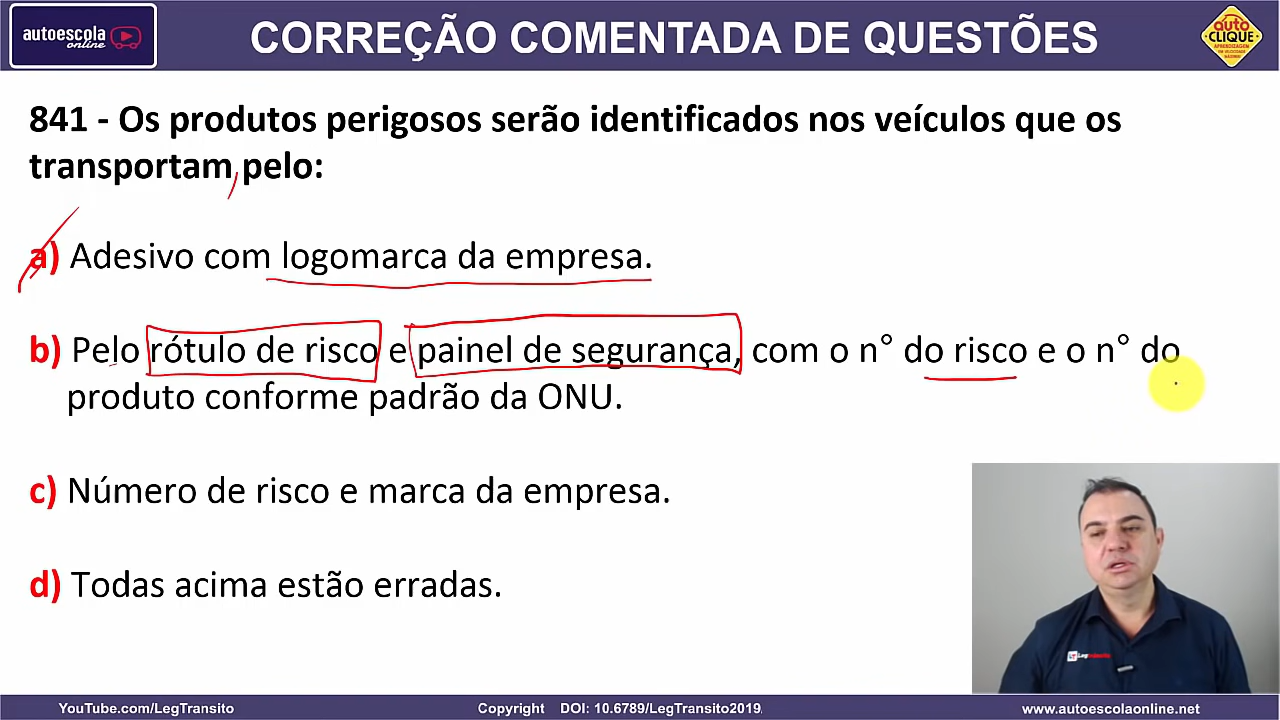 autoescola
online
CORREÇÃO COMENTADA DE QUESTÕES
auto
CLIQUE
841 - Os produtos perigosos serão identificados nos veículos que os
transportam pelo:
a) Adesivo com logomarca da empresa.
b) Pelo rótulo de risco e painel de segurança, com o n° do risco e o n° do
produto conforme padrão da ONU.
c) Número de risco e marca da empresa.
d) Todas acima estão erradas.
YouTube.com/LegTransito
Copyright DOI: 10.6789/LegTransito2019.
www.autoescolaonline.net